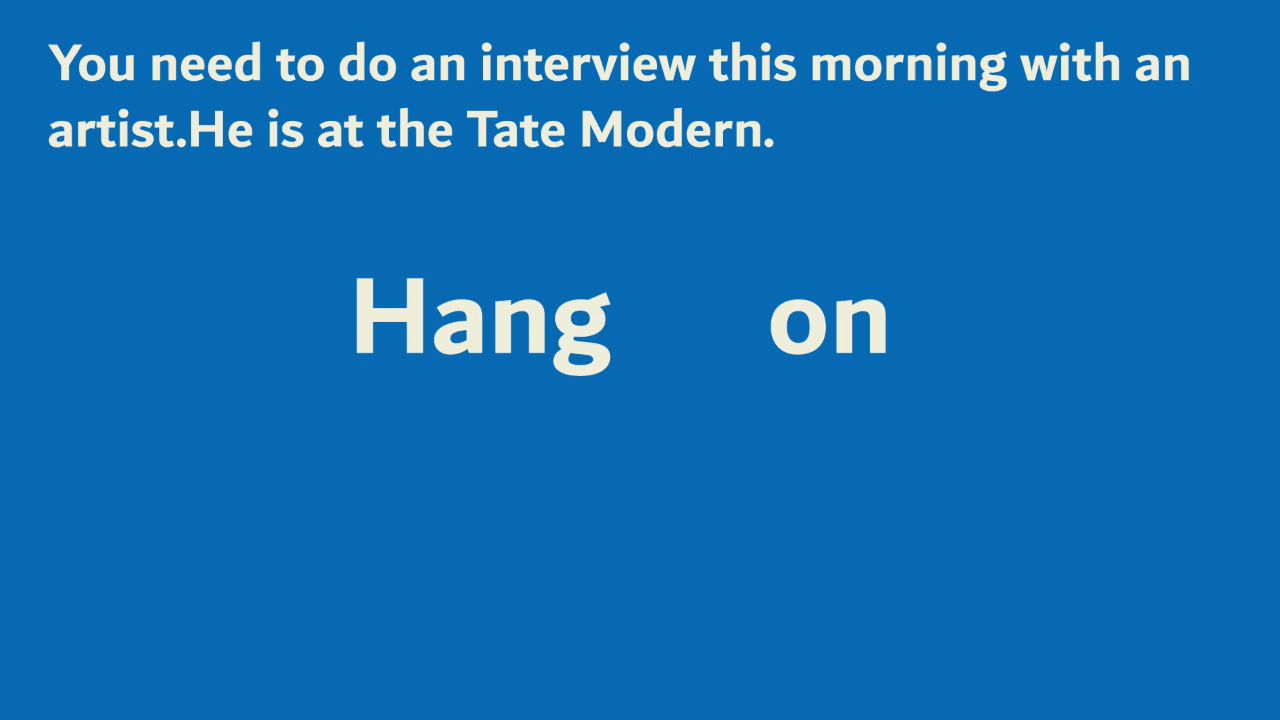 You need to do an interview this morning with an
artist.He is at the Tate Modern.
Hang on